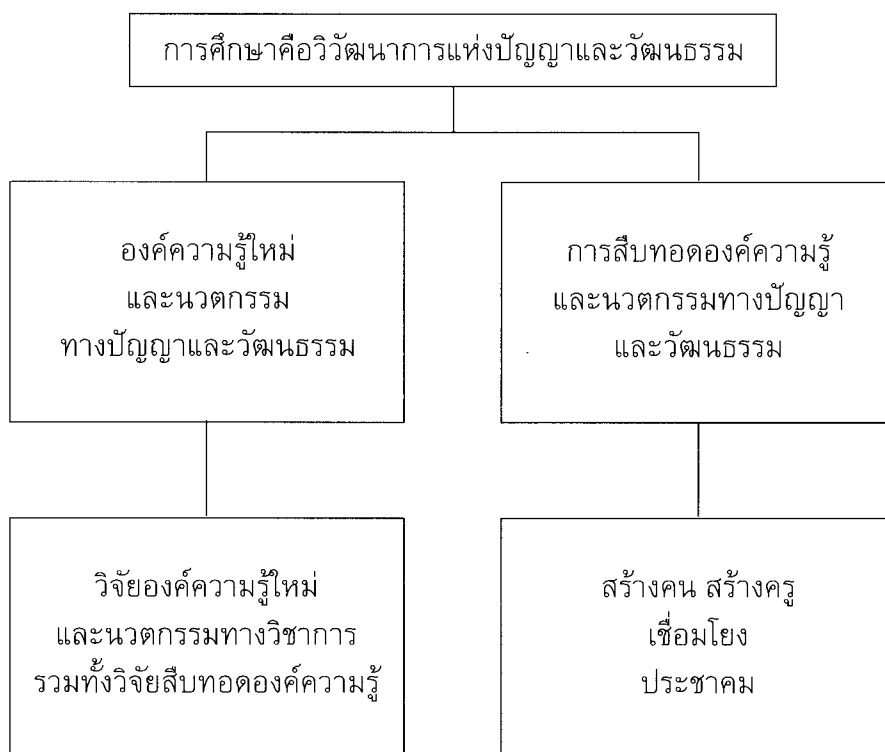 การศึกษาคือวิวัฒนาการแห่งปัญญาและวัฒนธรรม
องค์ความรู้ใหม่
และนวตกรรม
ทางปัญญาและวัฒนธรรม
การสืบทอดองค์ความรู้
และนวตกรรมทางปัญญา
และวัฒนธรรม
วิจัยองค์ความรู้ใหม่
และนวตกรรมทางวิชาการ
รวมทั้งวิจัยสืบทอดองค์ความรู้
สร้างคน สร้างครู
เชื่อมโยง
ประชาคม